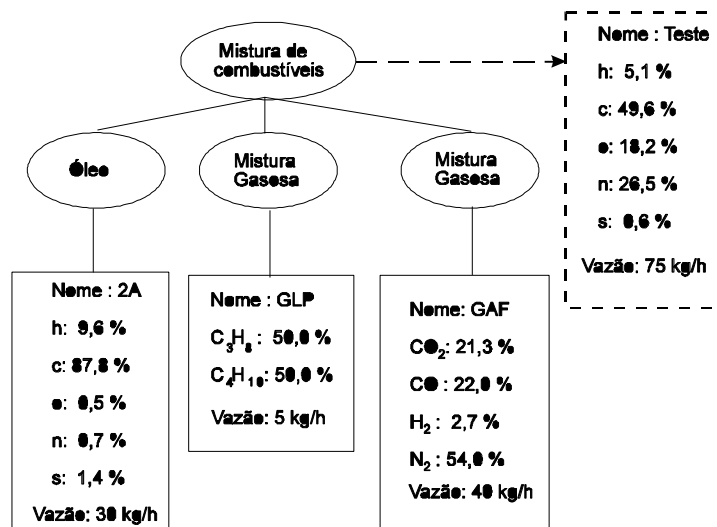 Mistura de
combustíveis
Nome : Teste
h: 5,1 %
c: 49,6 %
o: 18,2 %
n: 26,5 %
s: 0,6 %
Vazão: 75 kg/h
Óleo
Mistura
Gasosa
Mistura
Gasosa
Nome : 2A
h: 9,6 %
c: 87,8 %
o: 0,5 %
n: 0,7 %
s: 1,4 %
Vazão: 30 kg/h
Nome : GLP
C₃H₈ : 50,0 %
C₄H₁₀: 50,0 %
Vazão: 5 kg/h
Nome: GAF
CO₂: 21,3 %
CO : 22,0 %
H₂ : 2,7 %
N₂ : 54,0 %
Vazão: 40 kg/h